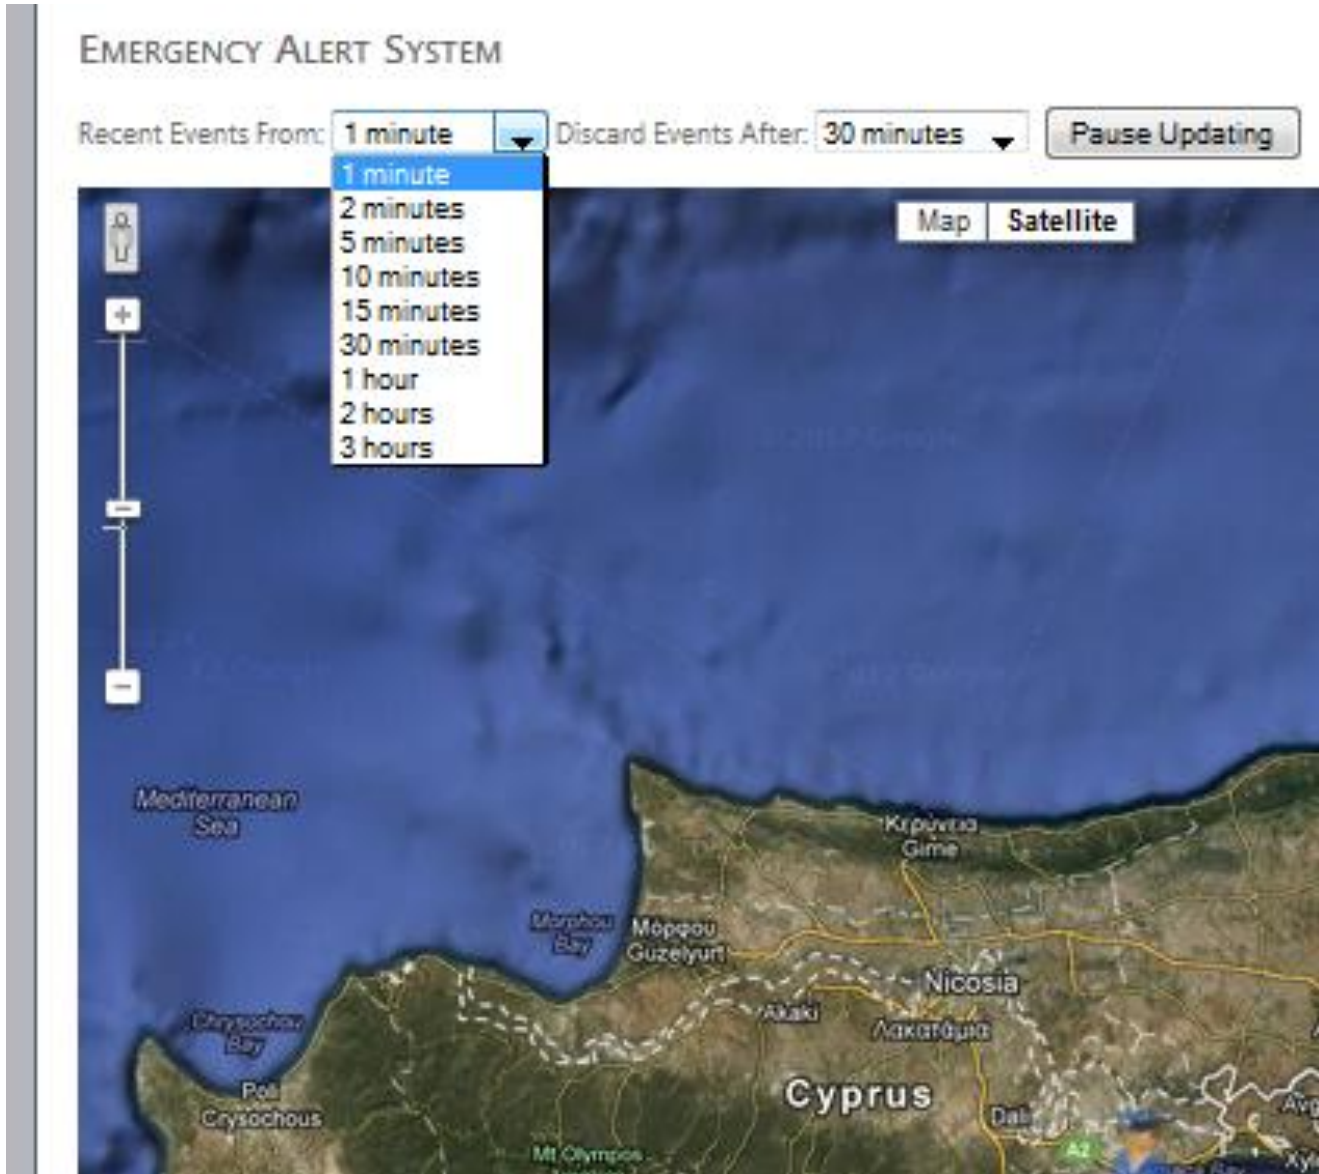 EMERGENCY ALERT SYSTEM
Recent Events From: 1 minute Discard Events After: 30 minutes Pause Updating
1 minute
2 minutes
5 minutes
10 minutes
15 minutes
30 minutes
1 hour
2 hours
3 hours
Map Satellite
+
Mediterranean
Sea
Κερύνεια
Girne
Morphou
Bay
Μόρφου
Guzelyurt
Nicosia
Akaki
Λακατάμια
Chrysochou
Bay
Poli
Crysochous
Cyprus
Dali
A2
Mt Olympos